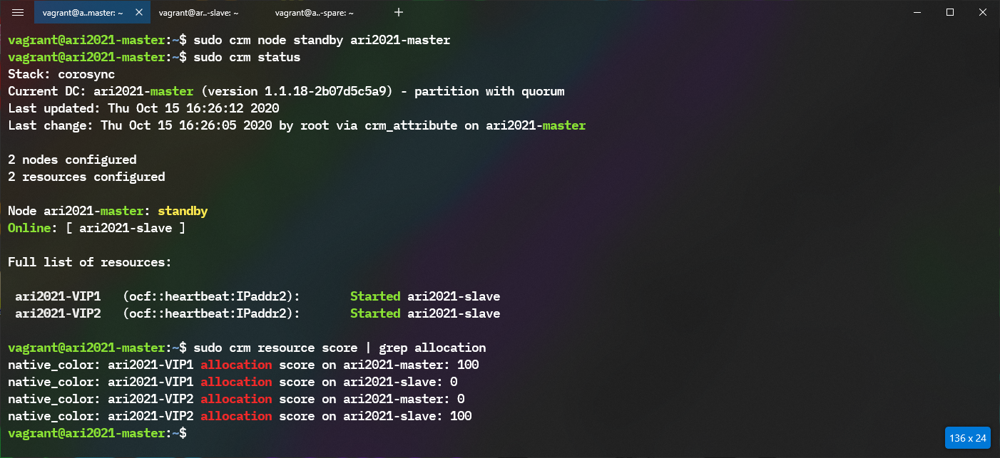 vagrant@a..master: ~ vagrant@ar..-slave: ~ vagrant@a..-spare: ~
vagrant@ari2021-master:~$ sudo crm node standby ari2021-master
vagrant@ari2021-master:~$ sudo crm status
Stack: corosync
Current DC: ari2021-master (version 1.1.18-2b07d5c5a9) - partition with quorum
Last updated: Thu Oct 15 16:26:12 2020
Last change: Thu Oct 15 16:26:05 2020 by root via crm_attribute on ari2021-master
2 nodes configured
2 resources configured
Node ari2021-master: standby
Online: [ ari2021-slave ]
Full list of resources:
ari2021-VIP1 (ocf::heartbeat:IPaddr2): Started ari2021-slave
ari2021-VIP2 (ocf::heartbeat:IPaddr2): Started ari2021-slave
vagrant@ari2021-master:~$ sudo crm resource score | grep allocation
native_color: ari2021-VIP1 allocation score on ari2021-master: 100
native_color: ari2021-VIP1 allocation score on ari2021-slave: 0
native_color: ari2021-VIP2 allocation score on ari2021-master: 0
native_color: ari2021-VIP2 allocation score on ari2021-slave: 100
vagrant@ari2021-master:~$
136 x 24